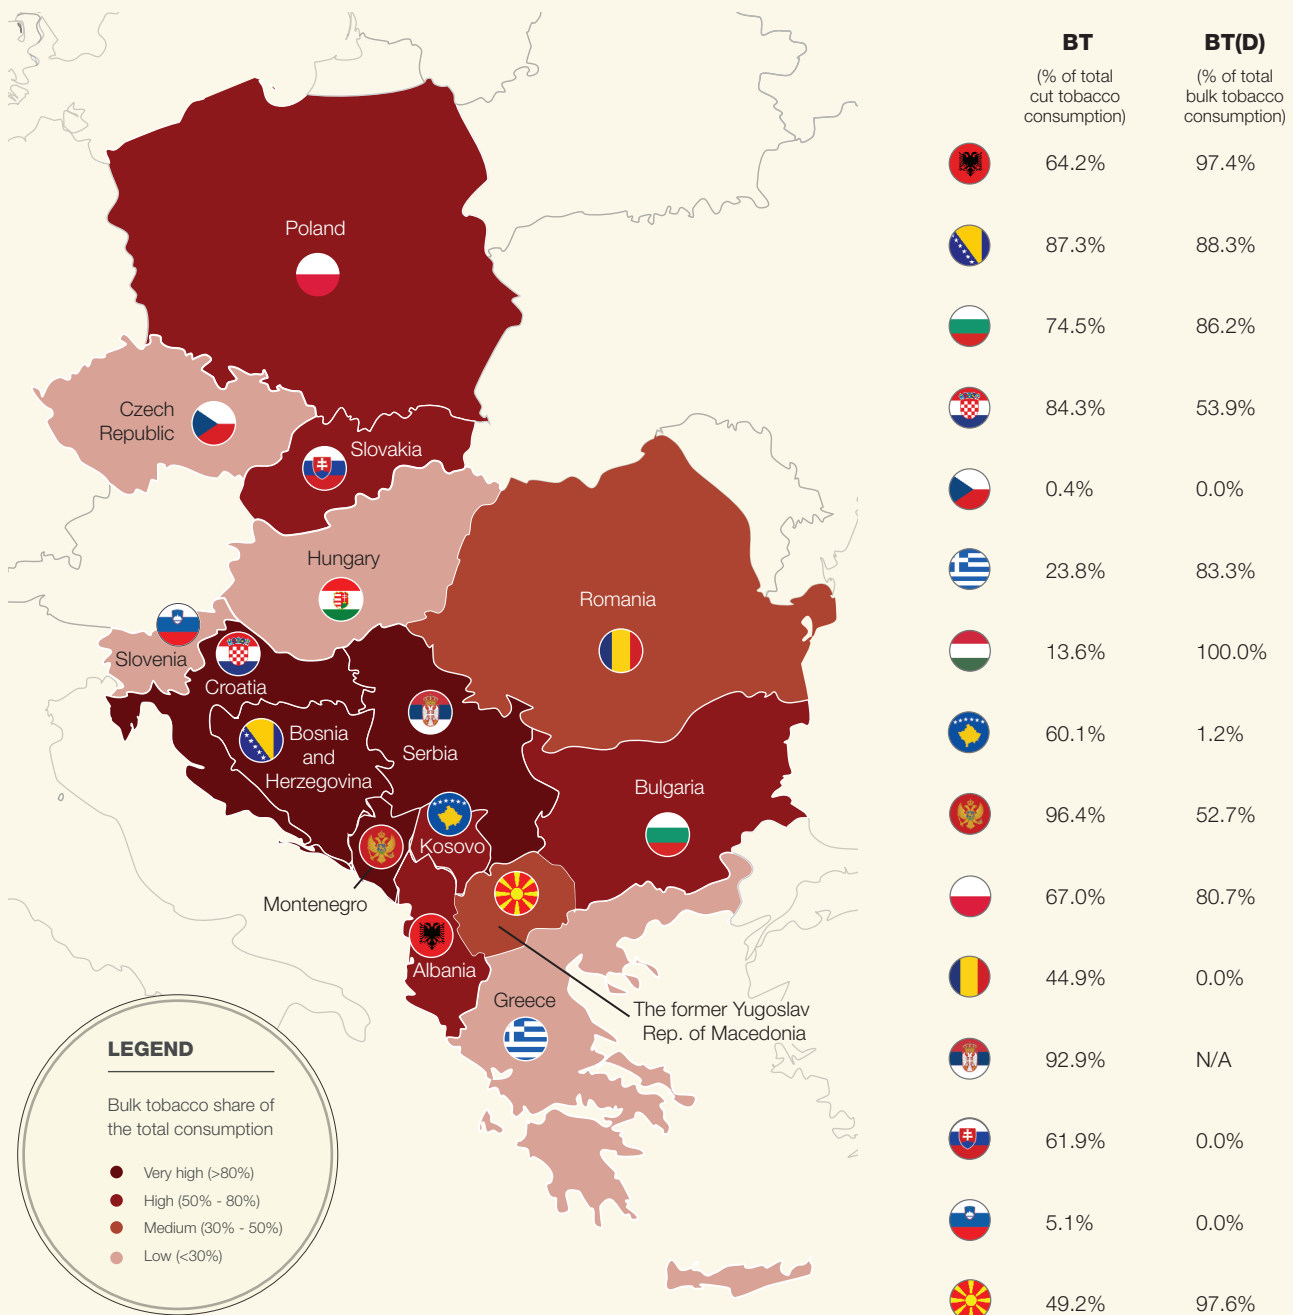 BT
BT(D)
(% of total
cut tobacco
consumption)
(% of total
bulk tobacco
consumption)
64.2% 97.4%
87.3% 88.3%
74.5% 86.2%
84.3% 53.9%
0.4% 0.0%
23.8% 83.3%
13.6% 100.0%
60.1% 1.2%
96.4% 52.7%
67.0% 80.7%
44.9% 0.0%
92.9% N/A
61.9% 0.0%
5.1% 0.0%
49.2% 97.6%
Poland
Czech
Republic
Slovakia
Hungary
Romania
Slovenia
Croatia
Bosnia
and
Herzegovina
Serbia
Bulgaria
Kosovo
Montenegro
Albania
Greece
The former Yugoslav
Rep. of Macedonia
LEGEND
Bulk tobacco share of
the total consumption
Very high (>80%)
High (50% - 80%)
Medium (30% - 50%)
Low (<30%)